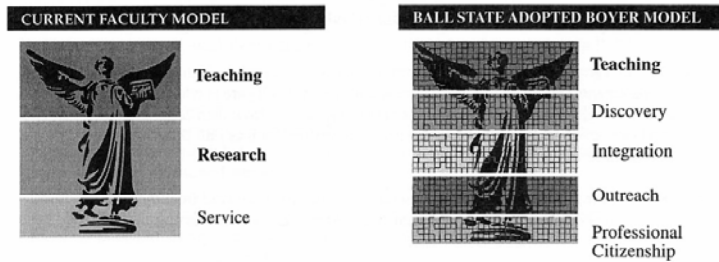 CURRENT FACULTY MODEL
Teaching
Research
Service
BALL STATE ADOPTED BOYER MODEL
Teaching
Discovery
Integration
Outreach
Professional
Citizenship